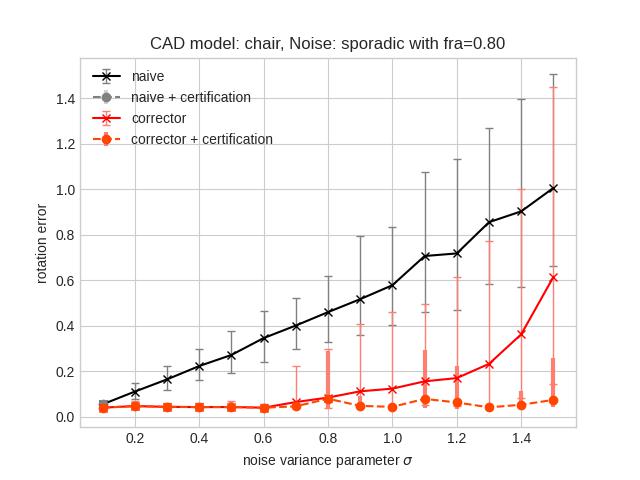 CAD model: chair, Noise: sporadic with fra=0.80
naive
naive + certification
corrector
corrector + certification
rotation error
1.4
1.2
1.0
0.8
0.6
0.4
0.2
0.0
0.2 0.4 0.6 0.8 1.0 1.2 1.4
noise variance parameter σ